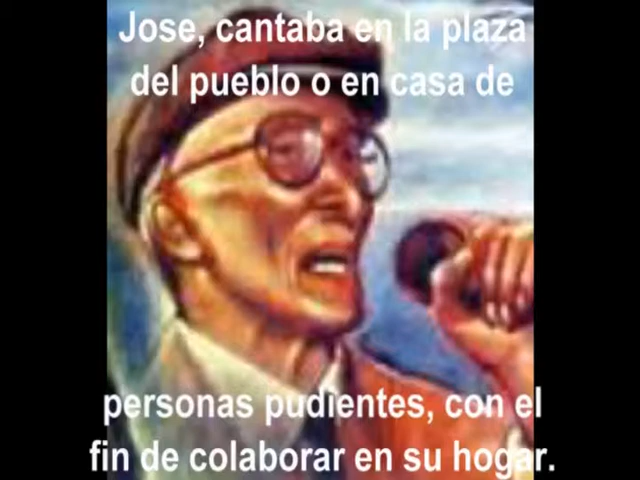 Jose, cantaba en la plaza
del pueblo o en casa de
personas pudientes, con el
fin de colaborar en su hogar.